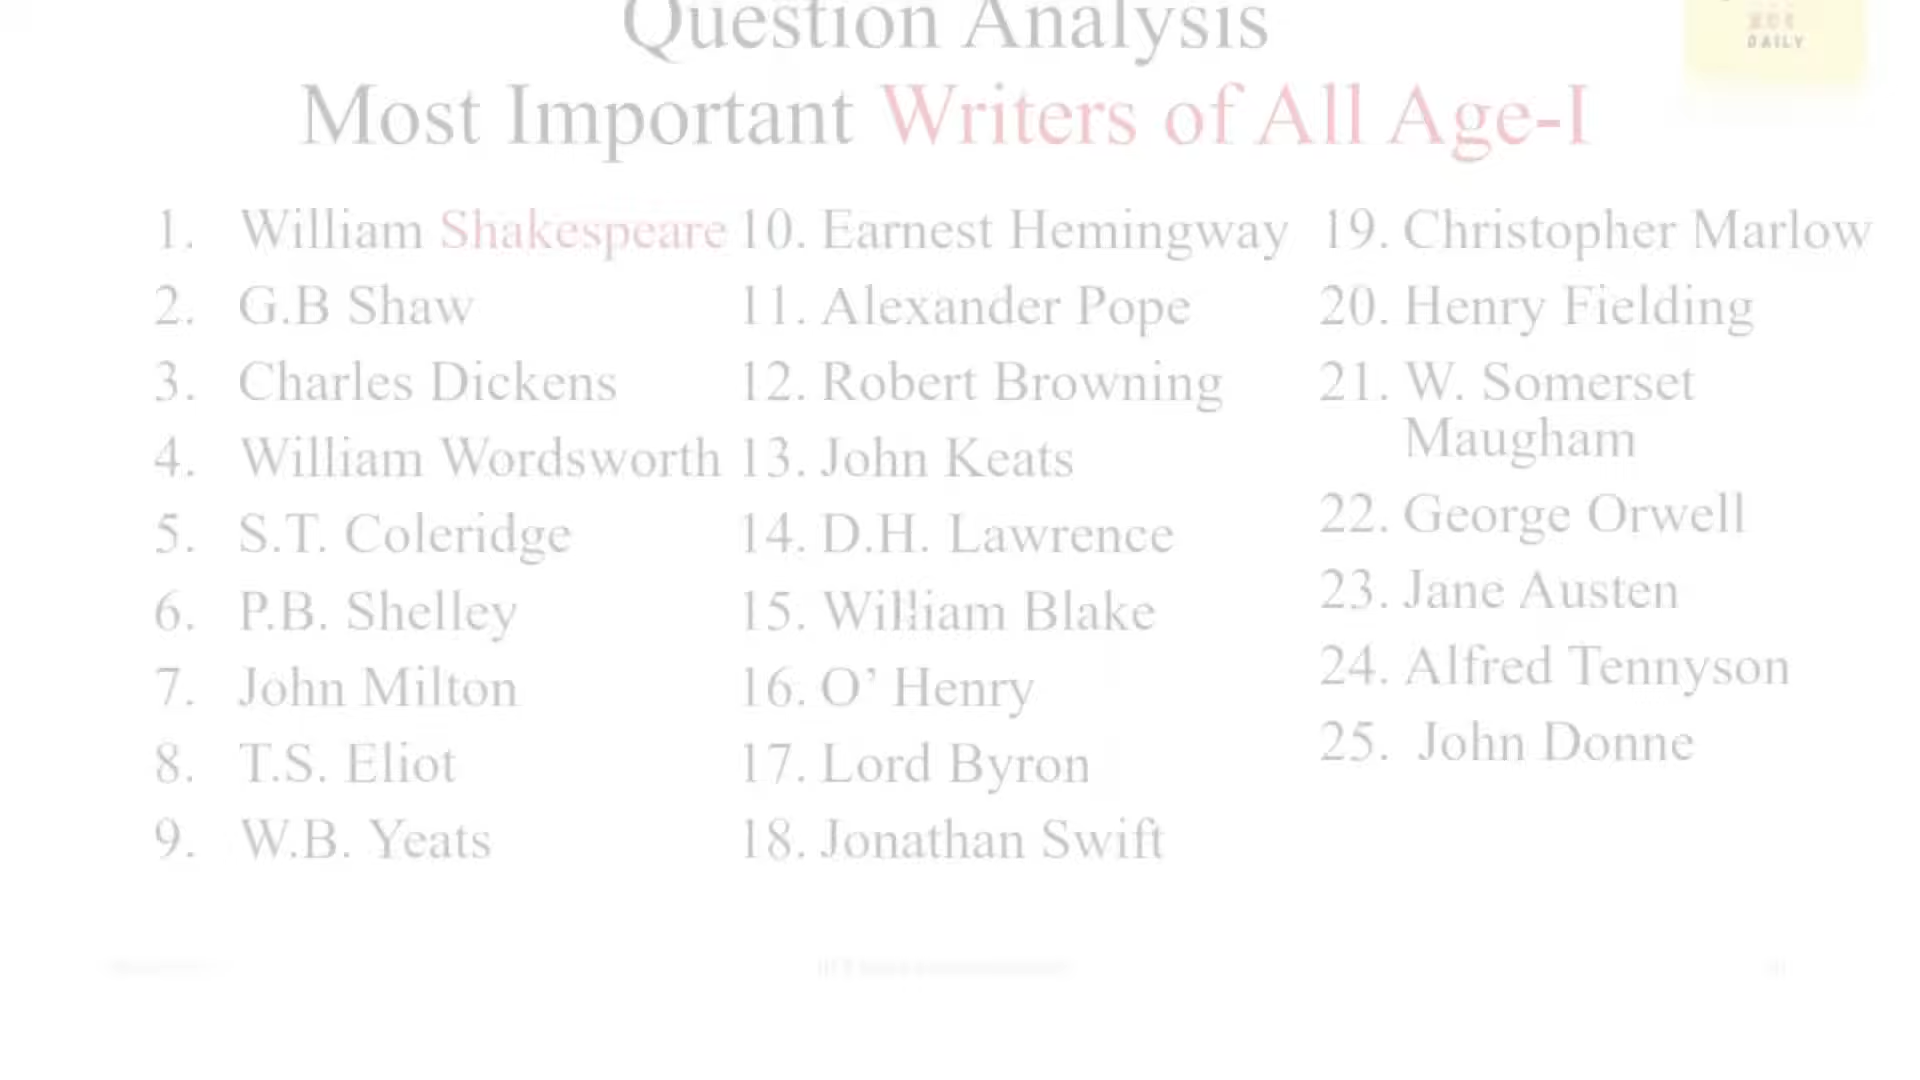 Question Analysis
Most Important Writers of All Age-I
DAILY
1. William Shakespeare
2. G.B Shaw
3. Charles Dickens
4. William Wordsworth
5. S.T. Coleridge
6. P.B. Shelley
7. John Milton
8. T.S. Eliot
9. W.B. Yeats
10. Earnest Hemingway
11. Alexander Pope
12. Robert Browning
13. John Keats
14. D.H. Lawrence
15. William Blake
16. O’ Henry
17. Lord Byron
18. Jonathan Swift
19. Christopher Marlow
20. Henry Fielding
21. W. Somerset
Maugham
22. George Orwell
23. Jane Austen
24. Alfred Tennyson
25. John Donne